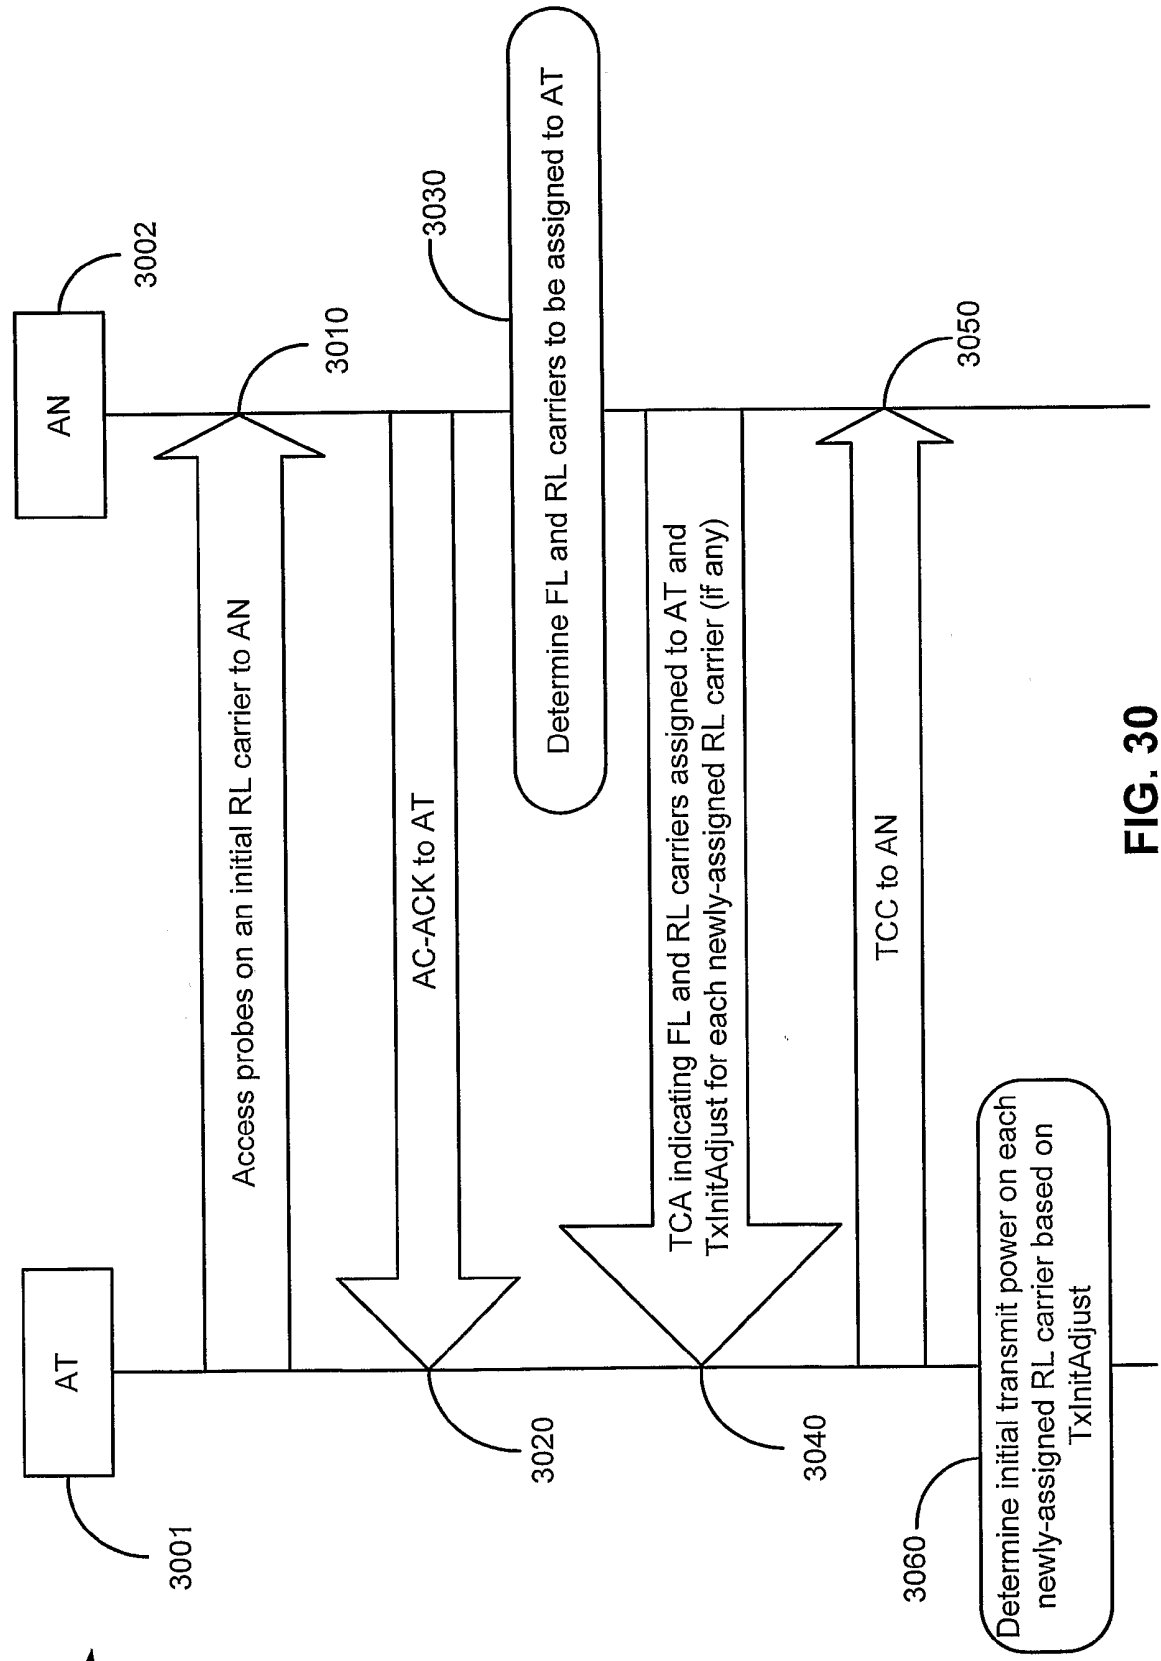 AT
3001
AN
3002
Access probes on an initial RL carrier to AN
3010
AC-ACK to AT
3020
Determine FL and RL carriers to be assigned to AT
3030
TCA indicating FL and RL carriers assigned to AT and
TxInitAdjust for each newly-assigned RL carrier (if any)
3040
TCC to AN
3050
Determine initial transmit power on each
newly-assigned RL carrier based on
TxInitAdjust
3060
FIG. 30